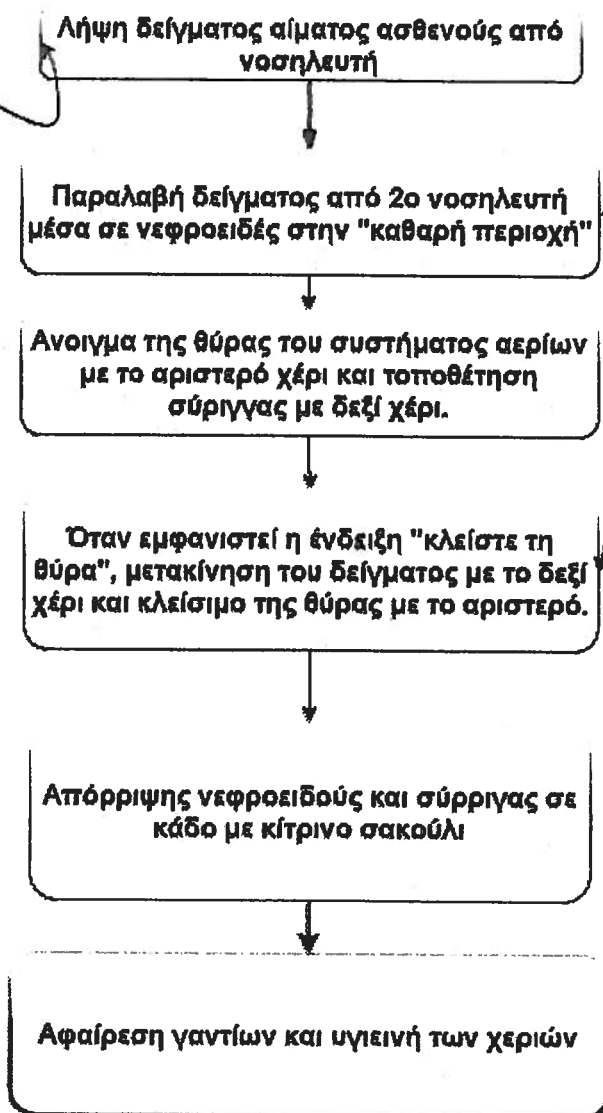 Λήψη δείγματος αίματος ασθενούς από
νοσηλευτή
Παραλαβή δείγματος από 2ο νοσηλευτή
μέσα σε νεφροειδές στην "καθαρή περιοχή"
Ανοιγμα της θύρας του συστήματος αερίων
με το αριστερό χέρι και τοποθέτηση
σύριγγας με δεξί χέρι.
Όταν εμφανιστεί η ένδειξη "κλείστε τη
θύρα", μετακίνηση του δείγματος με το δεξί
χέρι και κλείσιμο της θύρας με το αριστερό.
Απόρριψης νεφροειδούς και σύρριγας σε
κάδο με κίτρινο σακούλι
Αφαίρεση γαντίων και υγιεινή των χεριών